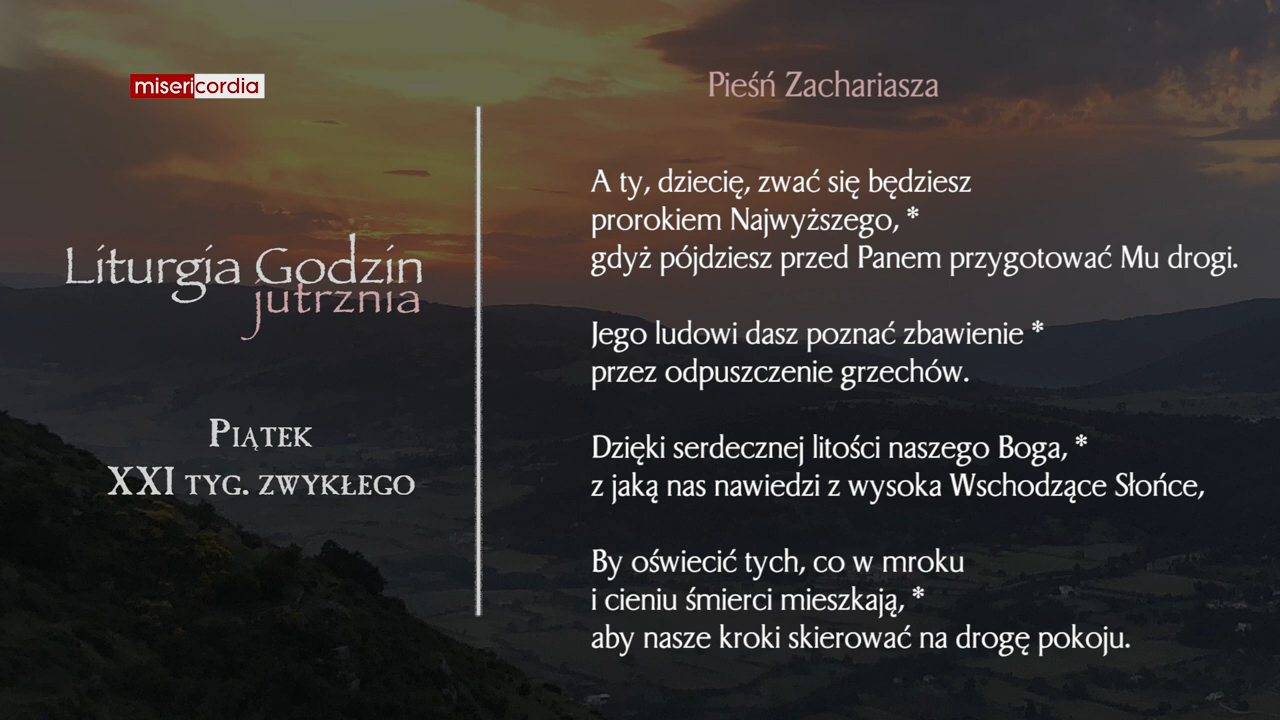 misericordia
Liturgia Godzin
jutrznia
Piątek
XXI tyg. zwykłego
Pieśń Zachariasza
A ty, dziecię, zwać się będziesz
prorokiem Najwyższego, *
gdyż pójdziesz przed Panem przygotować Mu drogi.
Jego ludowi dasz poznać zbawienie *
przez odpuszczenie grzechów.
Dzięki serdecznej litości naszego Boga, *
z jaką nas nawiedzi z wysoka Wschodzące Słońce,
By oświecić tych, co w mroku
i cieniu śmierci mieszkają, *
aby nasze kroki skierować na drogę pokoju.